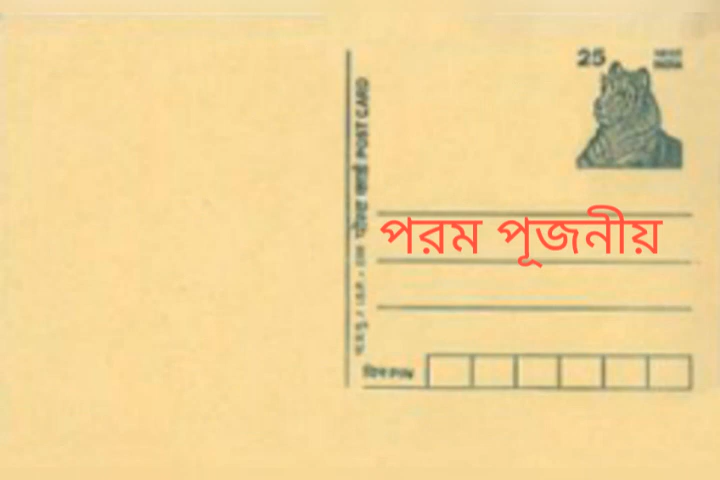 25 भारत INDIA
पोस्ट कार्ड POST CARD
পরম পূজনীয়
पिन PIN